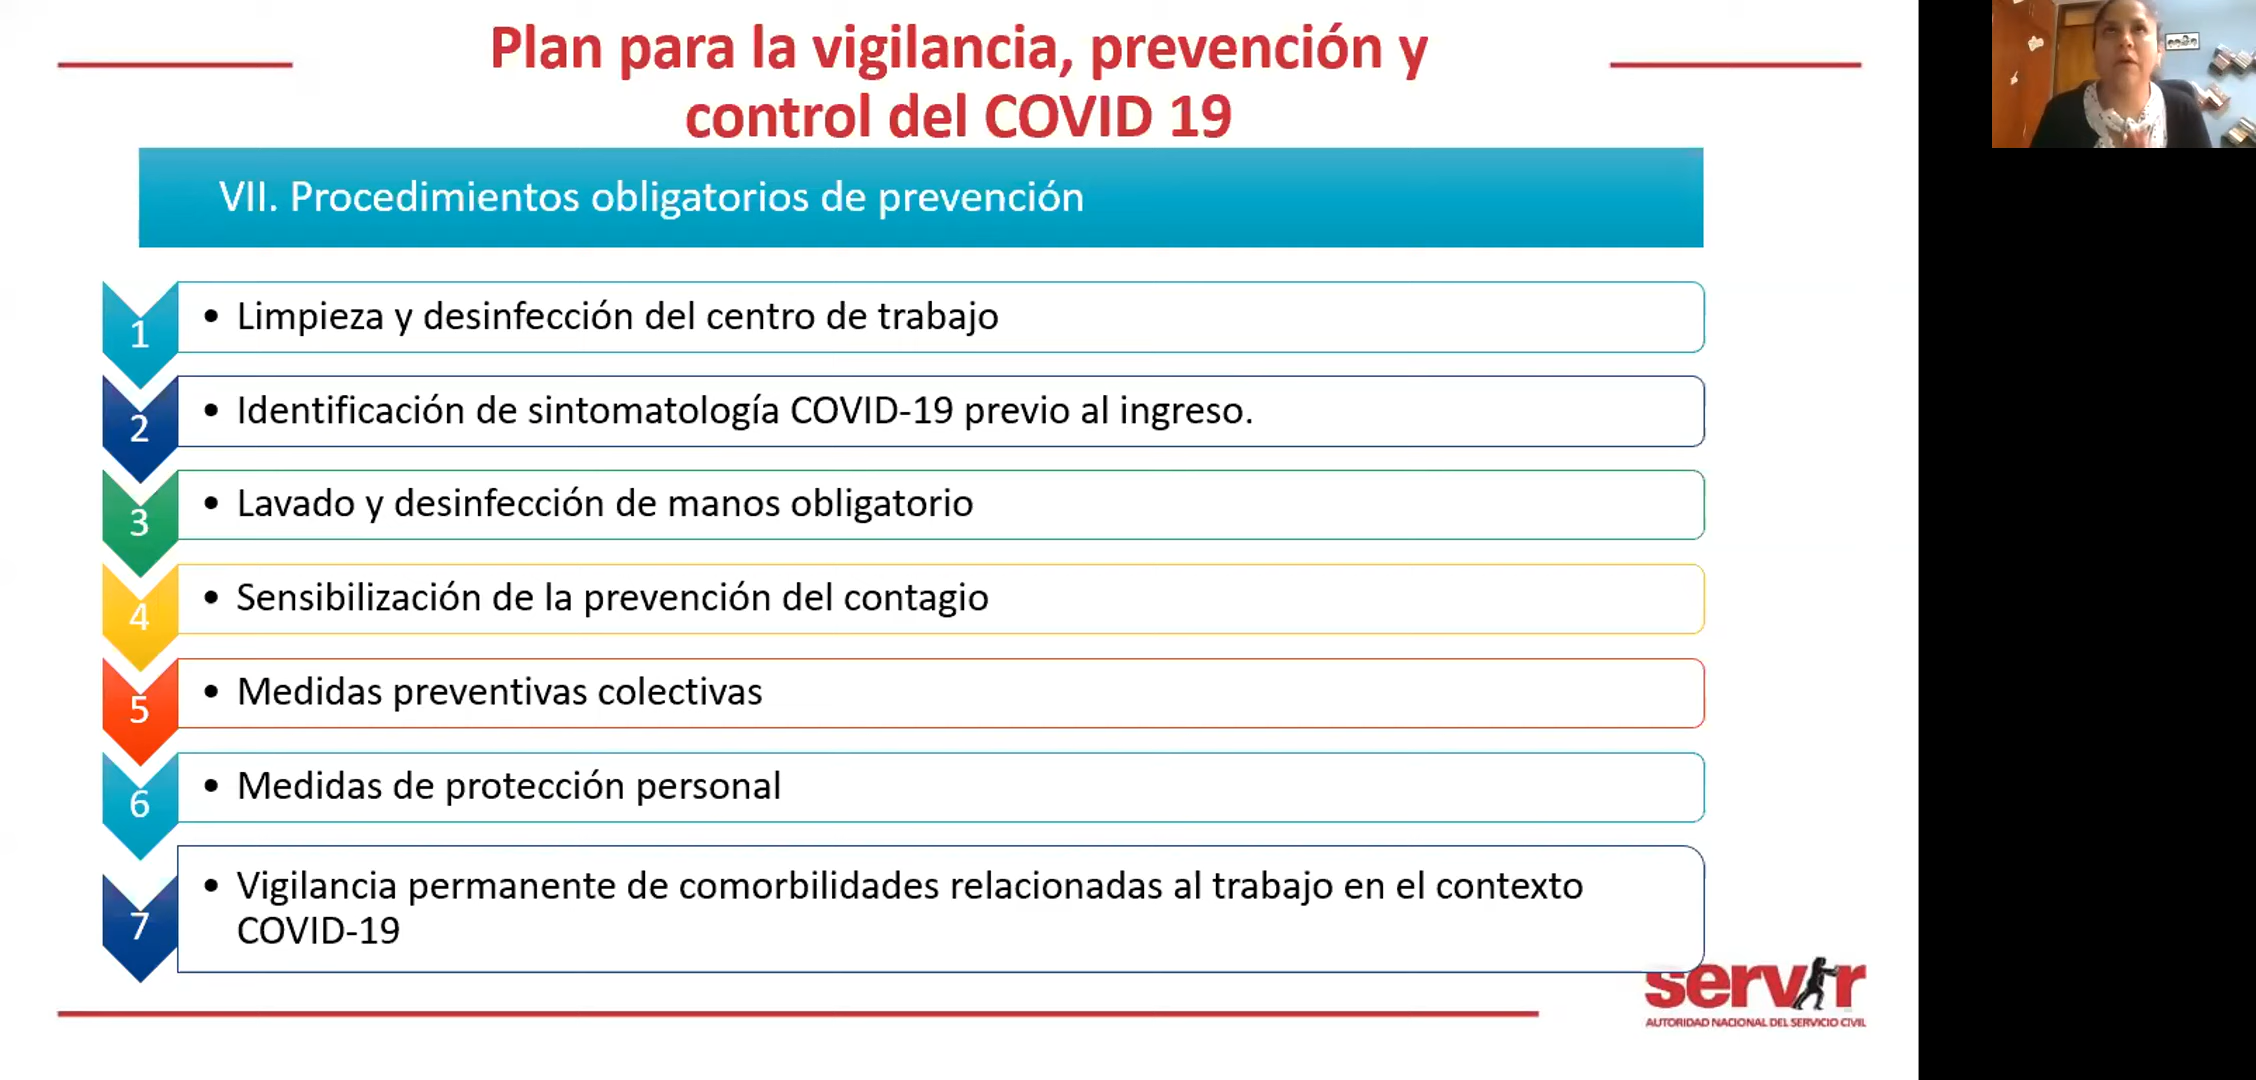 Plan para la vigilancia, prevención y
control del COVID 19
VII. Procedimientos obligatorios de prevención
1
• Limpieza y desinfección del centro de trabajo
2
• Identificación de sintomatología COVID-19 previo al ingreso.
3
• Lavado y desinfección de manos obligatorio
4
• Sensibilización de la prevención del contagio
5
• Medidas preventivas colectivas
6
• Medidas de protección personal
7
• Vigilancia permanente de comorbilidades relacionadas al trabajo en el contexto
COVID-19
servir
AUTORIDAD NACIONAL DEL SERVICIO CIVIL